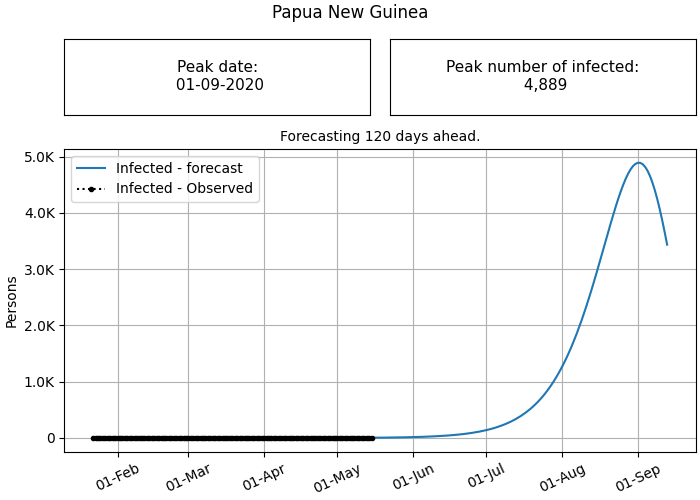 Papua New Guinea
Peak date:
01-09-2020
Peak number of infected:
4,889
Forecasting 120 days ahead.
Infected - forecast
Infected - Observed
Persons
5.0K
4.0K
3.0K
2.0K
1.0K
0
01-Feb
01-Mar
01-Apr
01-May
01-Jun
01-Jul
01-Aug
01-Sep